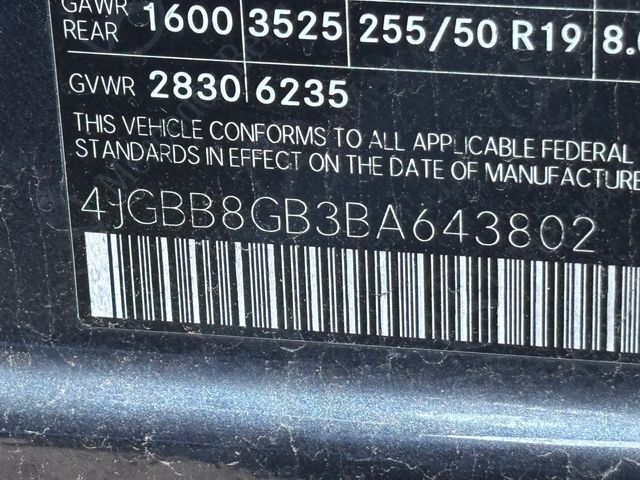 GAWR
REAR 1600 3525 255/50 R19 8.
GVWR 2830 6235
THIS VEHICLE CONFORMS TO ALL APPLICABLE FEDERAL
STANDARDS IN EFFECT ON THE DATE OF MANUFACTURE
4JGBB8GB3BA643802